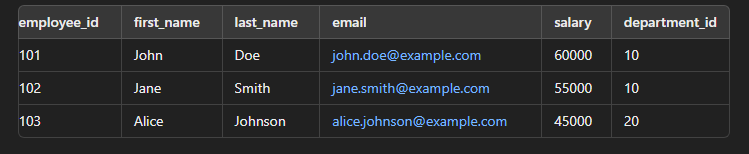 employee_id first_name last_name email salary department_id
101 John Doe john.doe@example.com 60000 10
102 Jane Smith jane.smith@example.com 55000 10
103 Alice Johnson alice.johnson@example.com 45000 20